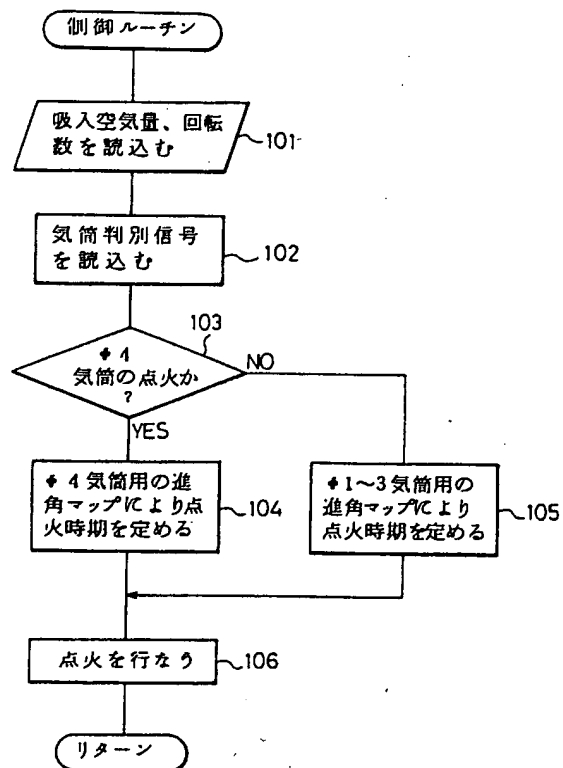 制御ルーチン
吸入空気量、回転
数を読込む
101
気筒判別信号
を読込む
102
103
#4
気筒の点火か
?
NO
YES
#4気筒用の進
角マップにより点
火時期を定める
104
#1~3気筒用の
進角マップにより
点火時期を定める
105
点火を行なう
106
リターン